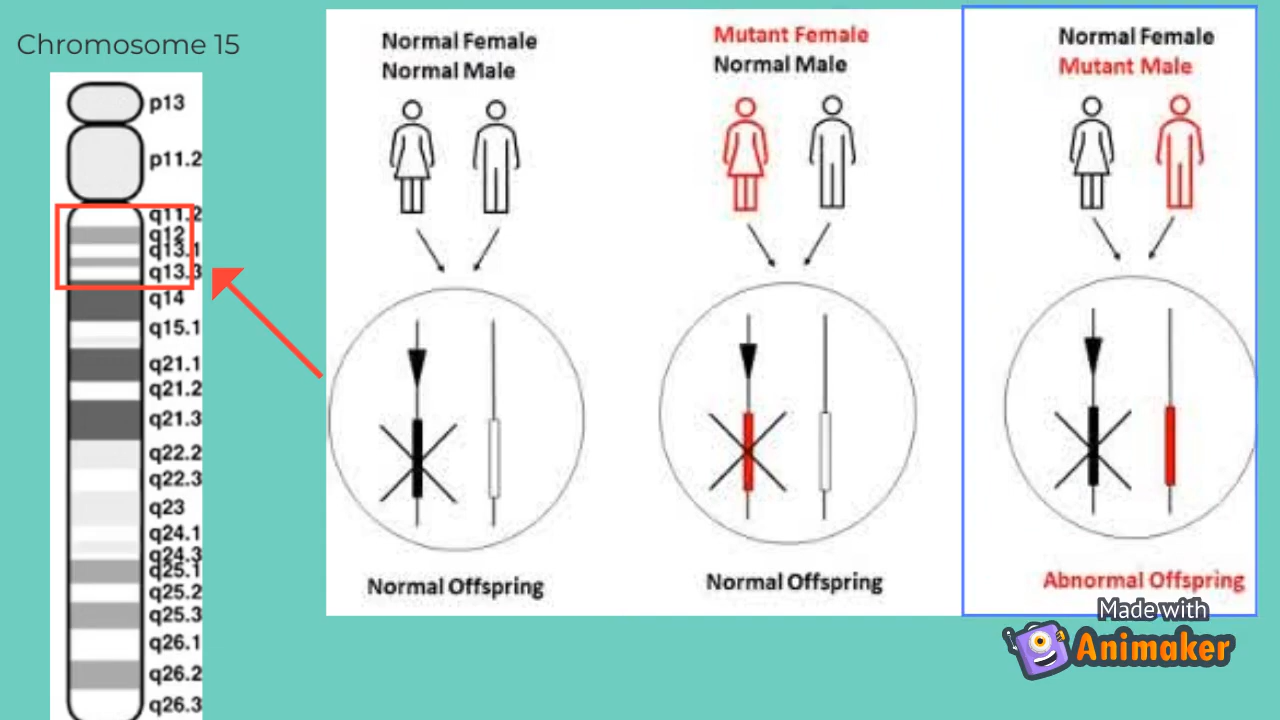 Chromosome 15
p13
p11.2
q11.2
q12
q13.1
q13.3
q14
q15.1
q21.1
q21.2
q21.3
q22.2
q22.3
q23
q24.1
q24.3
q25.1
q25.2
q25.3
q26.1
q26.2
q26.3
Normal Female
Normal Male
Normal Offspring
Mutant Female
Normal Male
Normal Offspring
Normal Female
Mutant Male
Abnormal Offspring
Made with
Animaker